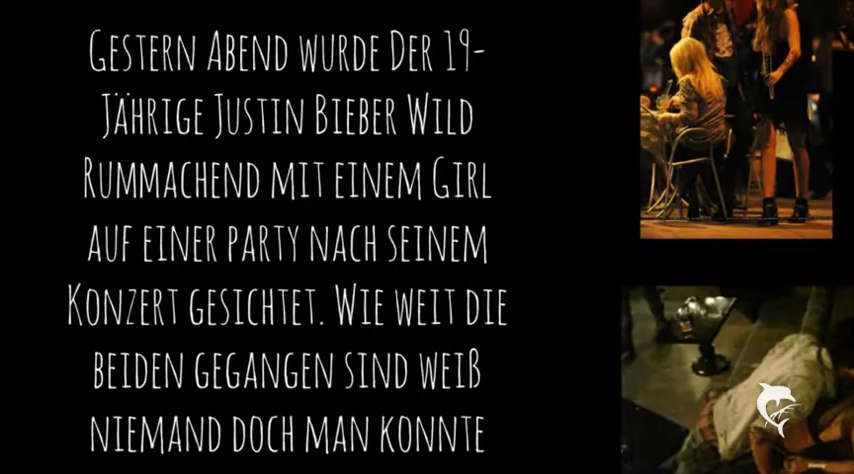 Gestern Abend wurde Der 19-
Jährige Justin Bieber Wild
Rummachend mit einem Girl
auf einer party nach seinem
Konzert gesichtet. Wie weit die
beiden gegangen sind weiß
niemand doch man konnte